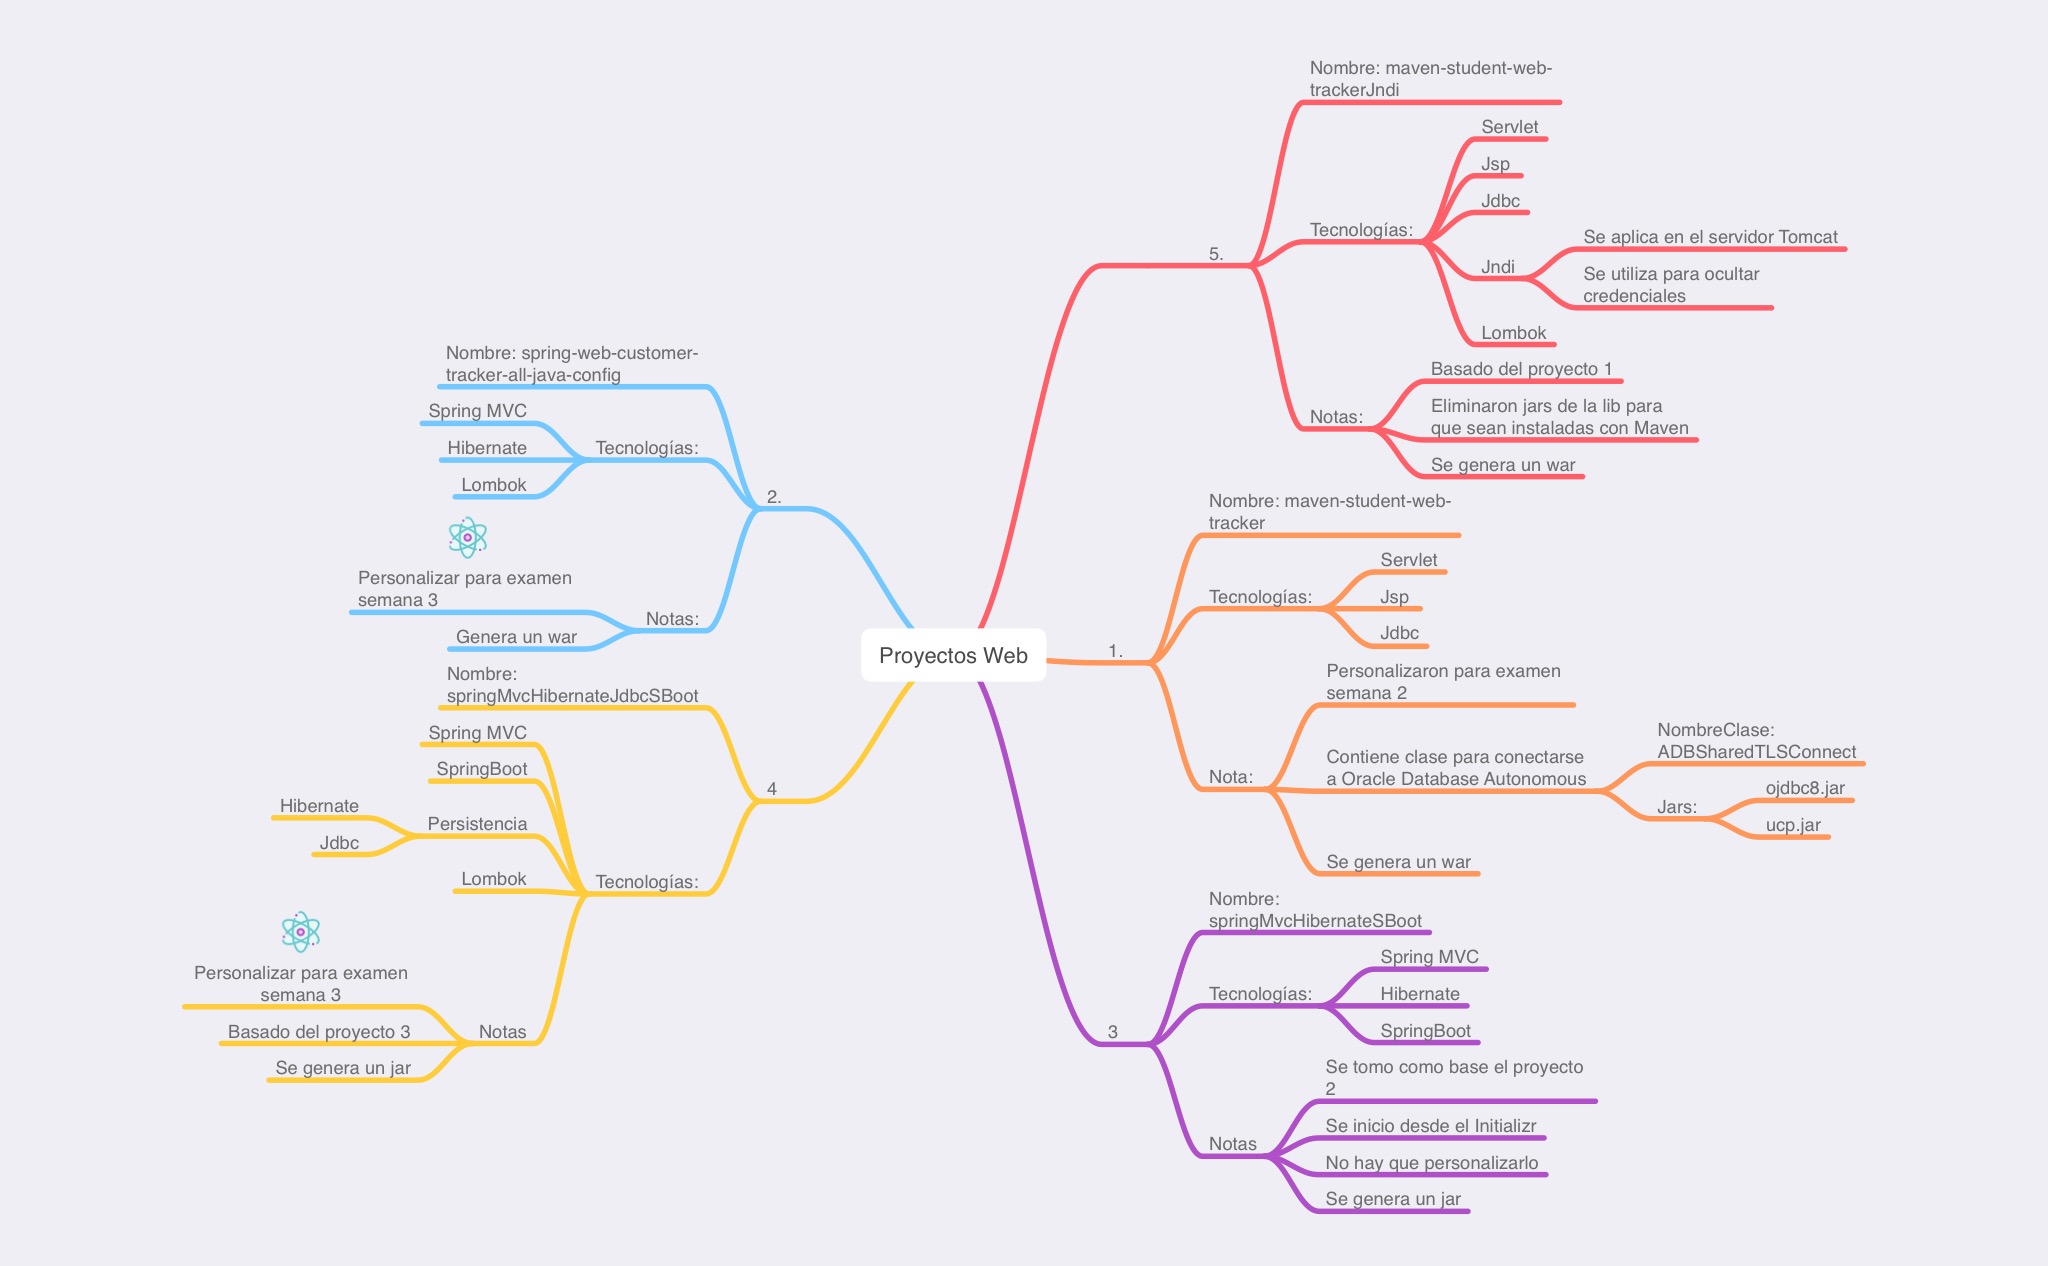 Proyectos Web
5.
Nombre: maven-student-web-
trackerJndi
Tecnologías:
Servlet
Jsp
Jdbc
Jndi
Se aplica en el servidor Tomcat
Se utiliza para ocultar
credenciales
Lombok
Notas:
Basado del proyecto 1
Eliminaron jars de la lib para
que sean instaladas con Maven
Se genera un war
1.
Nombre: maven-student-web-
tracker
Tecnologías:
Servlet
Jsp
Jdbc
Nota:
Personalizaron para examen
semana 2
Contiene clase para conectarse
a Oracle Database Autonomous
NombreClase:
ADBSharedTLSConnect
Jars:
ojdbc8.jar
ucp.jar
Se genera un war
3
Nombre:
springMvcHibernateSBoot
Tecnologías:
Spring MVC
Hibernate
SpringBoot
Notas
Se tomo como base el proyecto
2
Se inicio desde el Initializr
No hay que personalizarlo
Se genera un jar
2.
Nombre: spring-web-customer-
tracker-all-java-config
Tecnologías:
Spring MVC
Hibernate
Lombok
Notas:
Personalizar para examen
semana 3
Genera un war
4
Nombre:
springMvcHibernateJdbcSBoot
Tecnologías:
Spring MVC
SpringBoot
Persistencia
Hibernate
Jdbc
Lombok
Notas
Personalizar para examen
semana 3
Basado del proyecto 3
Se genera un jar